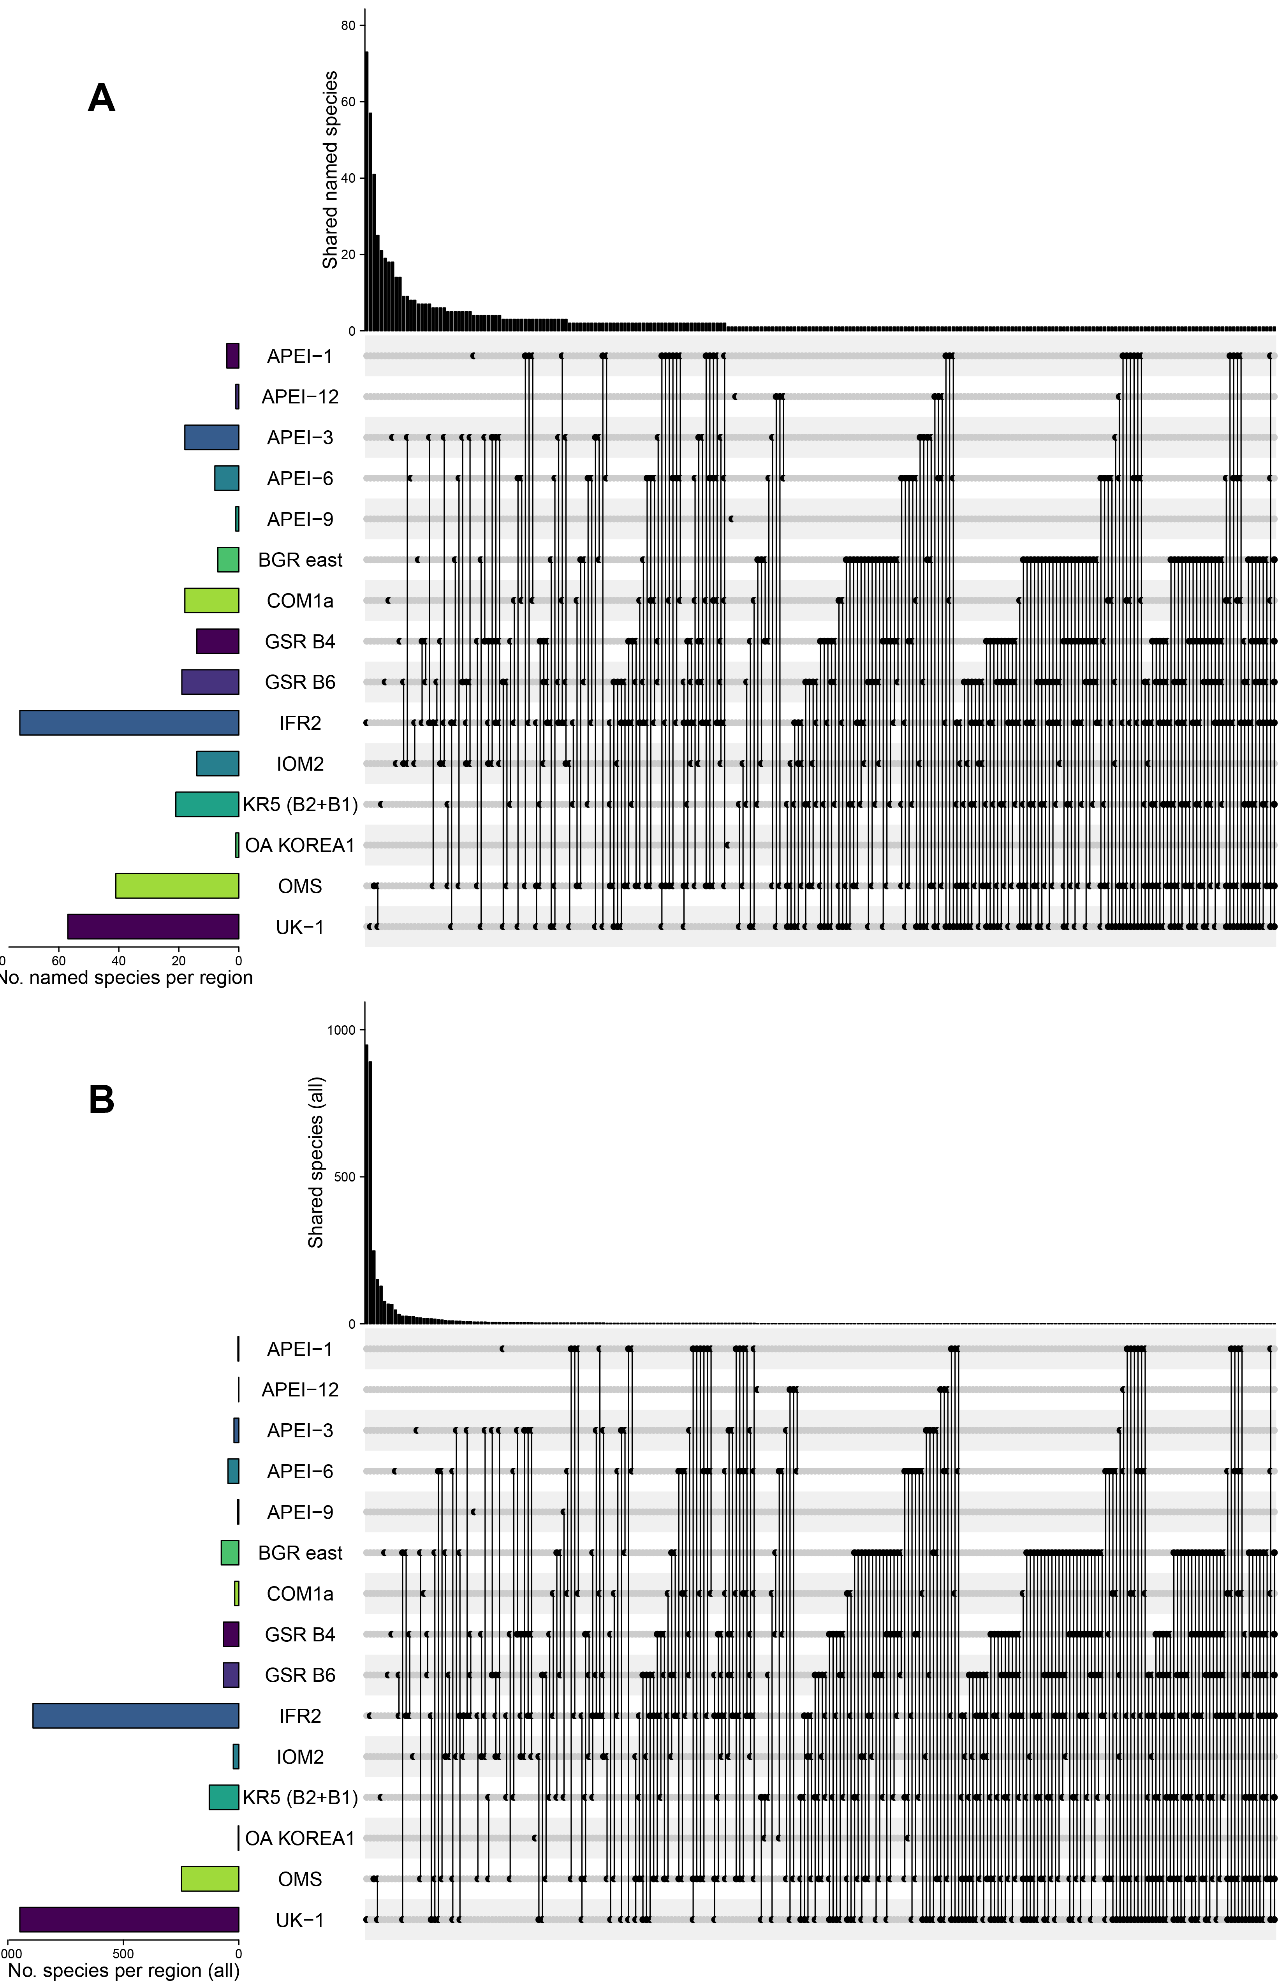 A
80
60
40
20
0
Shared named species
APEI−1
APEI−12
APEI−3
APEI−6
APEI−9
BGR east
COM1a
GSR B4
GSR B6
IFR2
IOM2
KR5 (B2+B1)
OA KOREA1
OMS
UK−1
0 60 40 20 0
No. named species per region
B
1000
500
0
Shared species (all)
APEI−1
APEI−12
APEI−3
APEI−6
APEI−9
BGR east
COM1a
GSR B4
GSR B6
IFR2
IOM2
KR5 (B2+B1)
OA KOREA1
OMS
UK−1
000 500 0
No. species per region (all)